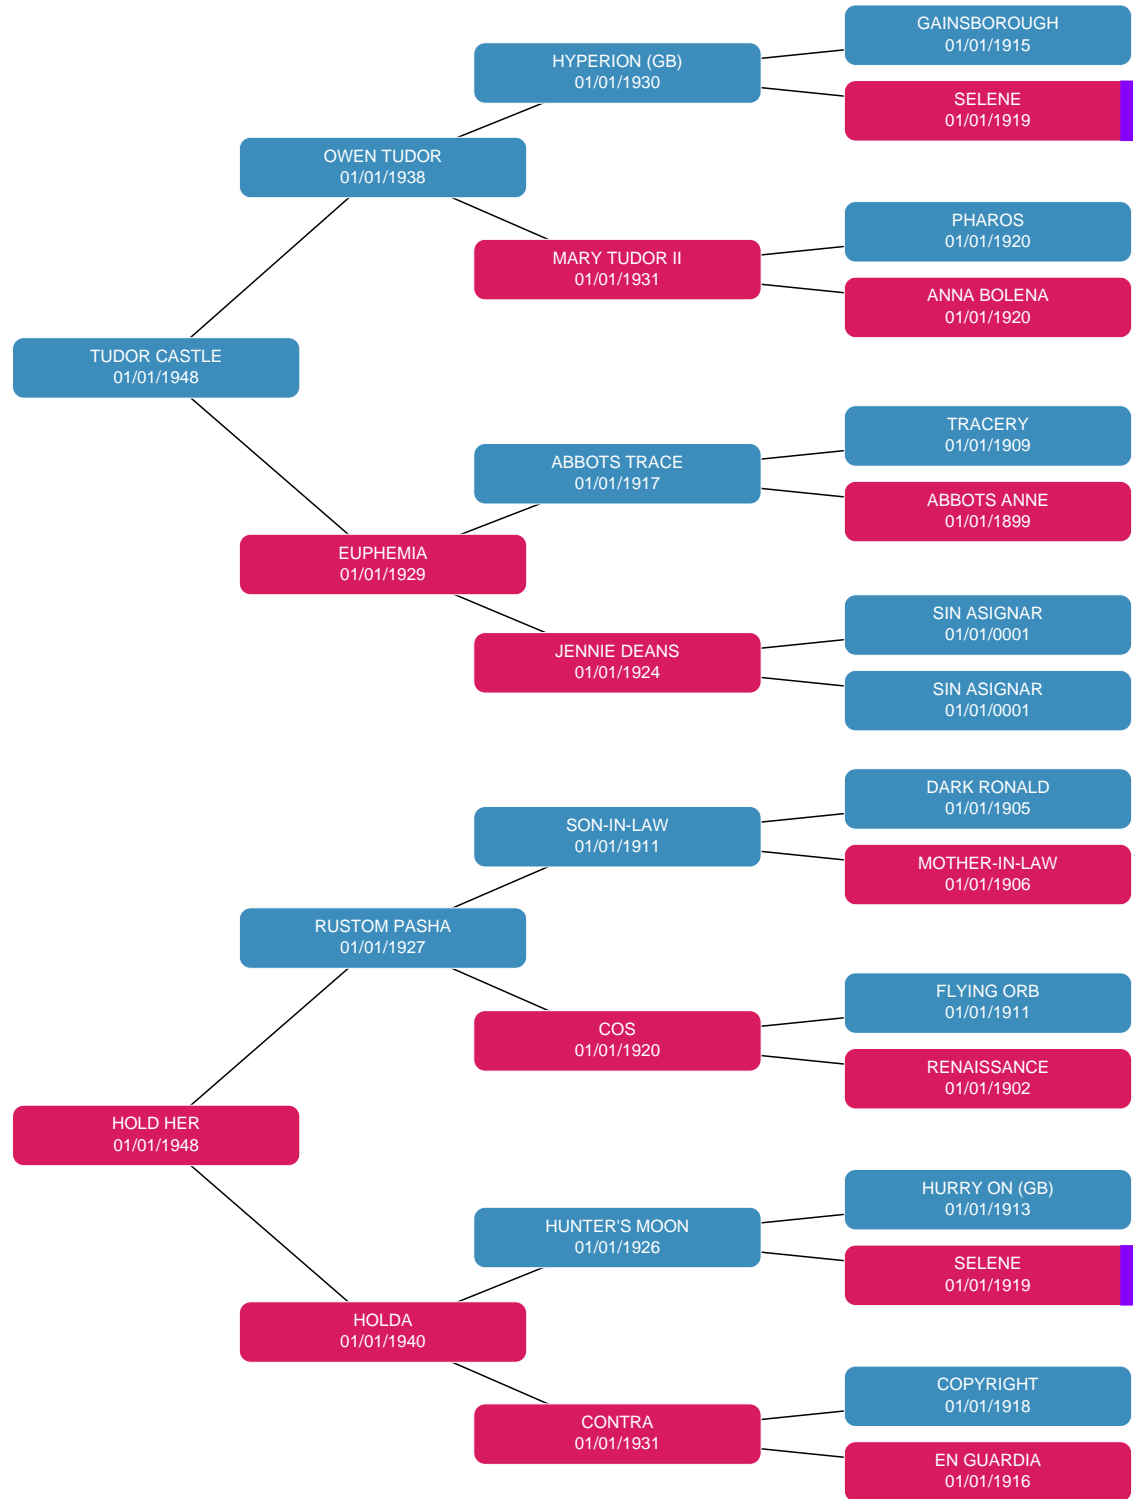 GAINSBOROUGH
01/01/1915
HYPERION (GB)
01/01/1930
SELENE
01/01/1919
OWEN TUDOR
01/01/1938
PHAROS
01/01/1920
MARY TUDOR II
01/01/1931
ANNA BOLENA
01/01/1920
TUDOR CASTLE
01/01/1948
TRACERY
01/01/1909
ABBOTS TRACE
01/01/1917
ABBOTS ANNE
01/01/1899
EUPHEMIA
01/01/1929
SIN ASIGNAR
01/01/0001
JENNIE DEANS
01/01/1924
SIN ASIGNAR
01/01/0001
DARK RONALD
01/01/1905
SON-IN-LAW
01/01/1911
MOTHER-IN-LAW
01/01/1906
RUSTOM PASHA
01/01/1927
FLYING ORB
01/01/1911
COS
01/01/1920
RENAISSANCE
01/01/1902
HOLD HER
01/01/1948
HURRY ON (GB)
01/01/1913
HUNTER'S MOON
01/01/1926
SELENE
01/01/1919
HOLDA
01/01/1940
COPYRIGHT
01/01/1918
CONTRA
01/01/1931
EN GUARDIA
01/01/1916